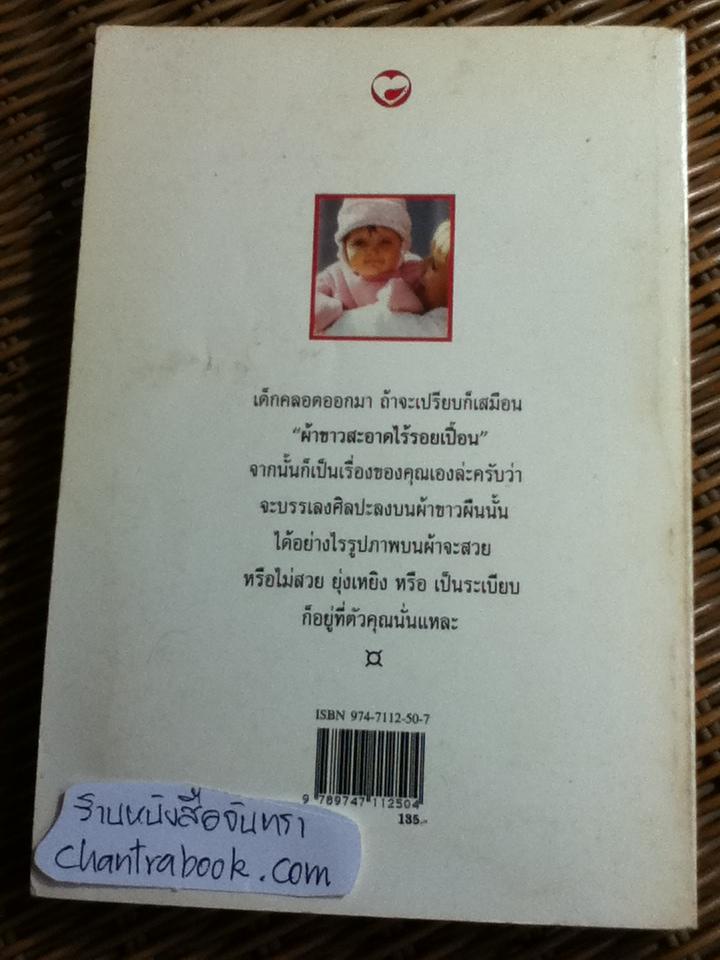 เด็กคลอดออกมา ถ้าจะเปรียบก็เสมือน
“ผ้าขาวสะอาดไร้รอยเปื้อน”
จากนั้นก็เป็นเรื่องของคุณเองล่ะครับว่า
จะบรรเลงศิลปะลงบนผ้าขาวผืนนั้น
ได้อย่างไรรูปภาพบนผ้าจะสวย
หรือไม่สวย ยุ่งเหยิง หรือ เป็นระเบียบ
ก็อยู่ที่ตัวคุณนั่นแหละ
¤
ISBN 974-7112-50-7
9 789747 112504
135.-
ร้านหนังสือจันทรา
chantrabook.com